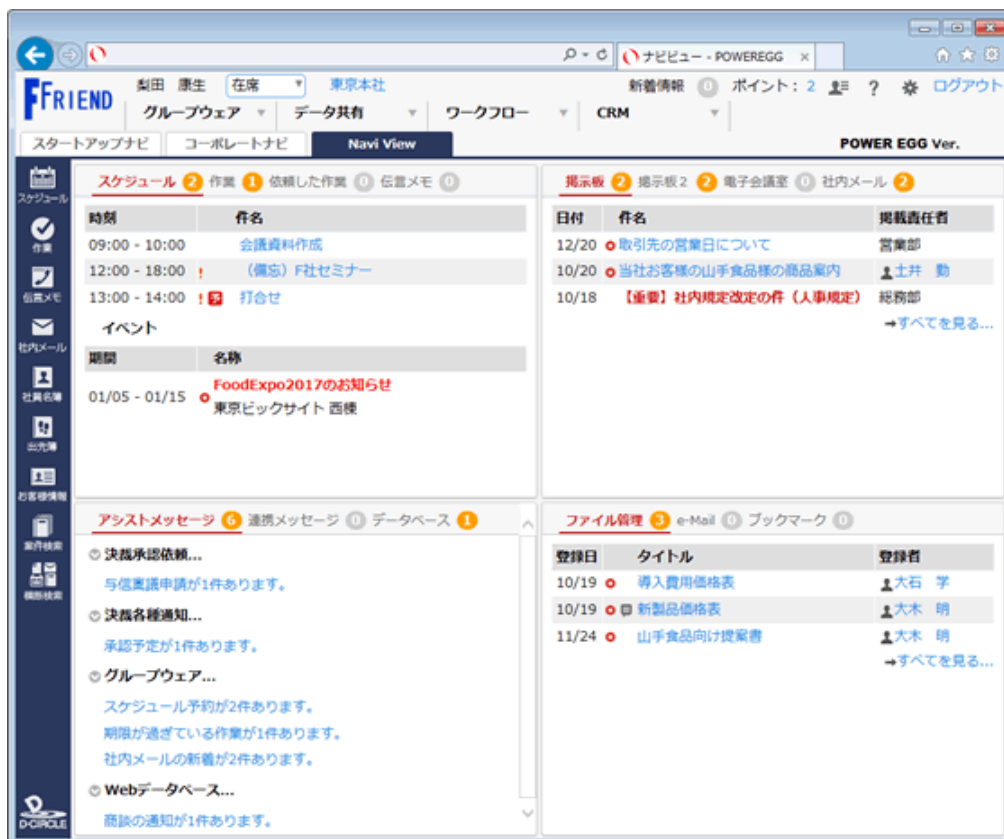 ナビビュー - POWEREGG
FRIEND
梨田 康生 在席 東京本社
新着情報 0 ポイント: 2 ? ログアウト
グループウェア データ共有 ワークフロー CRM
スタートアップナビ コーポレートナビ Navi View
POWER EGG Ver.
スケジュール
作業
伝言メモ
社内メール
社員名簿
出先簿
お客様情報
案件検索
横断検索
D-CIRCLE
スケジュール 2 作業 1 依頼した作業 0 伝言メモ 0
時刻 件名
09:00 - 10:00 会議資料作成
12:00 - 18:00 ! (備忘)F社セミナー
13:00 - 14:00 ! 予 打合せ
イベント
期間 名称
01/05 - 01/15 FoodExpo2017のお知らせ
東京ビックサイト 西棟
掲示板 2 掲示板2 2 電子会議室 0 社内メール 2
日付 件名 掲載責任者
12/20 取引先の営業日について 営業部
10/20 当社お客様の山手食品様の商品案内 土井 勤
10/18 【重要】社内規定改定の件(人事規定) 総務部
→すべてを見る...
アシストメッセージ 6 連携メッセージ 0 データベース 1
決裁承認依頼...
与信稟議申請が1件あります。
決裁各種通知...
承認予定が1件あります。
グループウェア...
スケジュール予約が2件あります。
期限が過ぎている作業が1件あります。
社内メールの新着が2件あります。
Webデータベース...
商談の通知が1件あります。
ファイル管理 3 e-Mail 0 ブックマーク 0
登録日 タイトル 登録者
10/19 導入費用価格表 大石 学
10/19 新製品価格表 大木 明
11/24 山手食品向け提案書 大木 明
→すべてを見る...